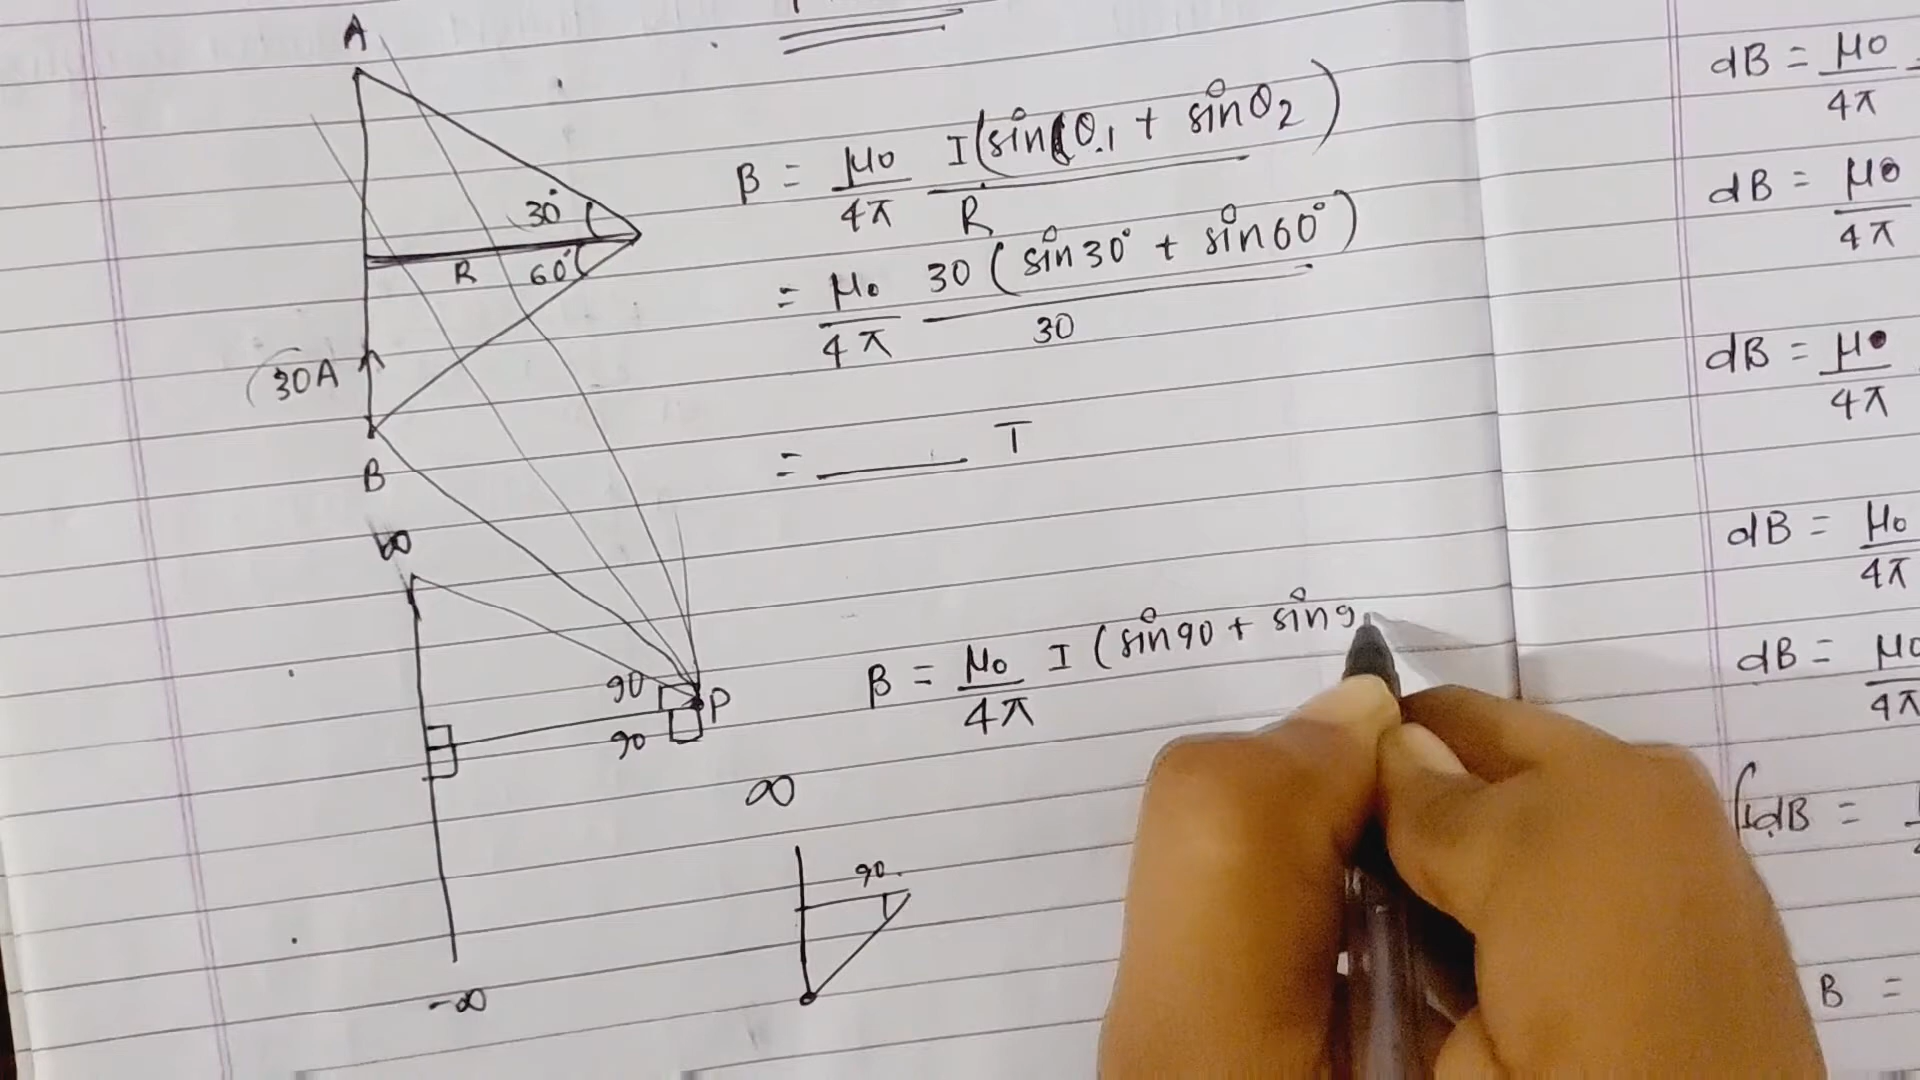 A
B = μ0/4π I(sinθ1 + sinθ2)/R
30°
R
60°
= μ0/4π 30(sin30° + sin60°)/30
30A
= ____ T
B
∞
B = μ0/4π I (sin90 + sin9
90
P
90
∞
90
-∞
dB = μ0/4π
dB = μ0/4π
dB = μ0/4π
dB = μ0/4π
dB = μ0/4π
∫dB =
B =